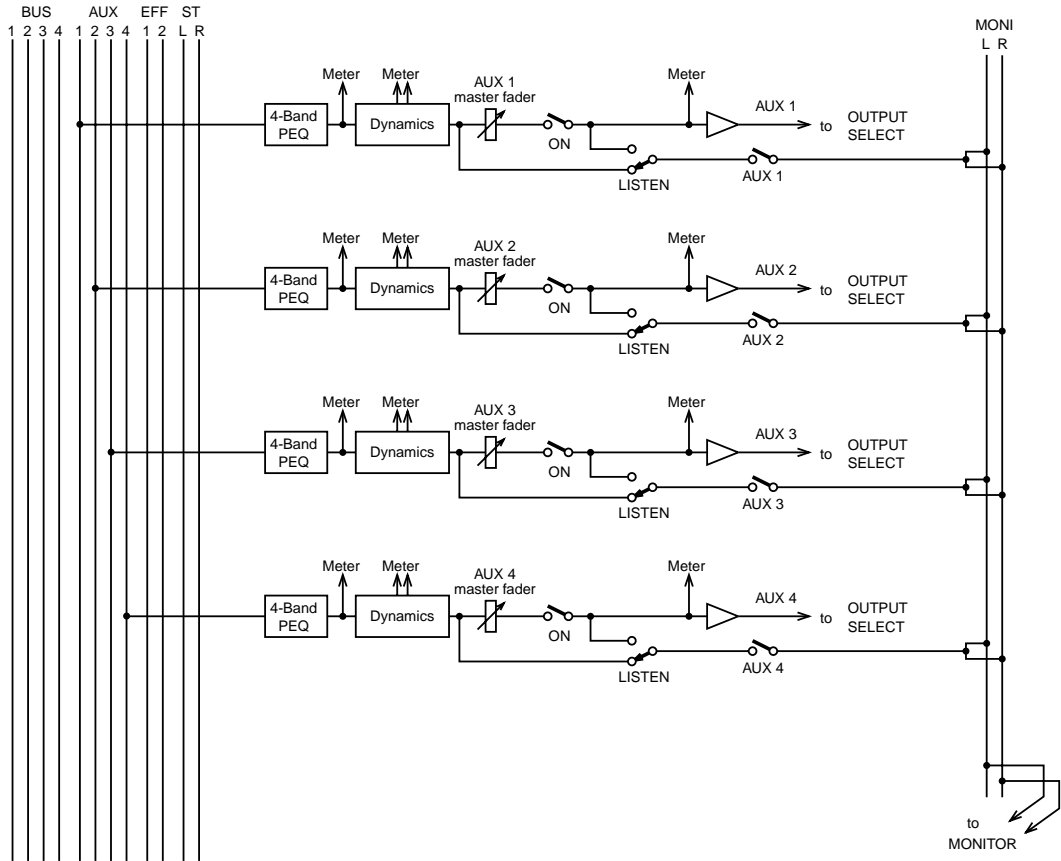 BUS AUX EFF ST
1 2 3 4 1 2 3 4 1 2 L R
MONI
L R
Meter Meter
AUX 1
master fader
Meter
4-Band
PEQ
Dynamics
ON
AUX 1
to OUTPUT
SELECT
LISTEN
AUX 1
Meter Meter
AUX 2
master fader
Meter
4-Band
PEQ
Dynamics
ON
AUX 2
to OUTPUT
SELECT
LISTEN
AUX 2
Meter Meter
AUX 3
master fader
Meter
4-Band
PEQ
Dynamics
ON
AUX 3
to OUTPUT
SELECT
LISTEN
AUX 3
Meter Meter
AUX 4
master fader
Meter
4-Band
PEQ
Dynamics
ON
AUX 4
to OUTPUT
SELECT
LISTEN
AUX 4
to
MONITOR